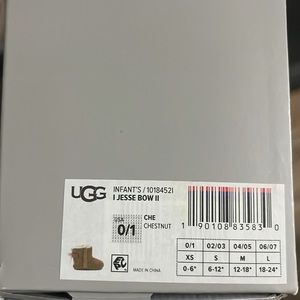 UGG
INFANT'S / 1018452I
I JESSE BOW II
USA
0/1
CHE
CHESTNUT
1 90108 83583 0
MADE IN CHINA
0/1 02/03 04/05 06/07
XS S M L
0-6* 6-12* 12-18* 18-24*